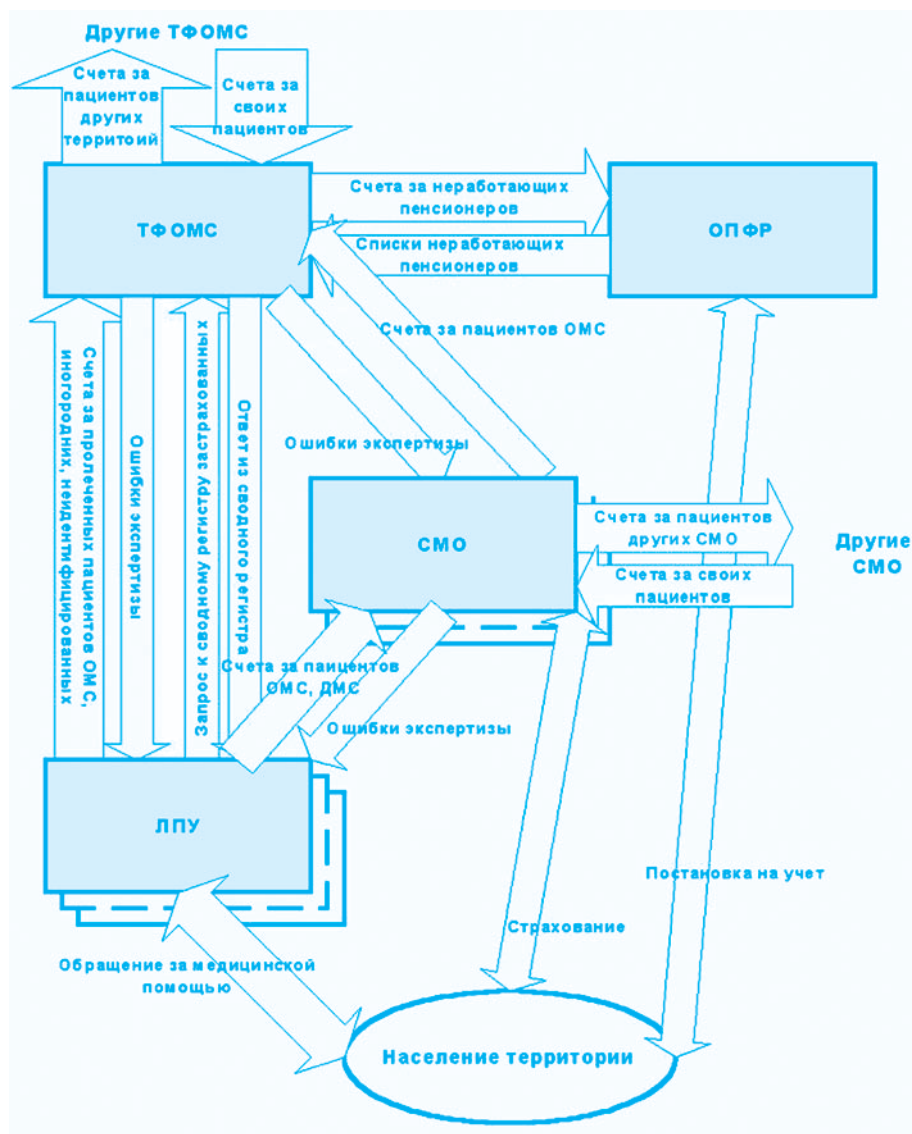 Другие ТФОМС
Счета за
пациентов
других
территоий
Счета за
своих
пациентов
ТФОМС
Счета за неработающих
пенсионеров
Списки неработающих
пенсионеров
ОПФР
Счета за пациентов ОМС
Ошибки экспертизы
Счета за пролеченных пациентов ОМС,
иногородних, неидентифицированных
Ошибки экспертизы
Запрос к сводному регистру застрахованных
Ответ из сводного регистра
СМО
Счета за пациентов
других СМО
Счета за своих
пациентов
Другие
СМО
Счета за паицентов
ОМС, ДМС
Ошибки экспертизы
ЛПУ
Постановка на учет
Страхование
Обращение за медицинской
помощью
Население территории